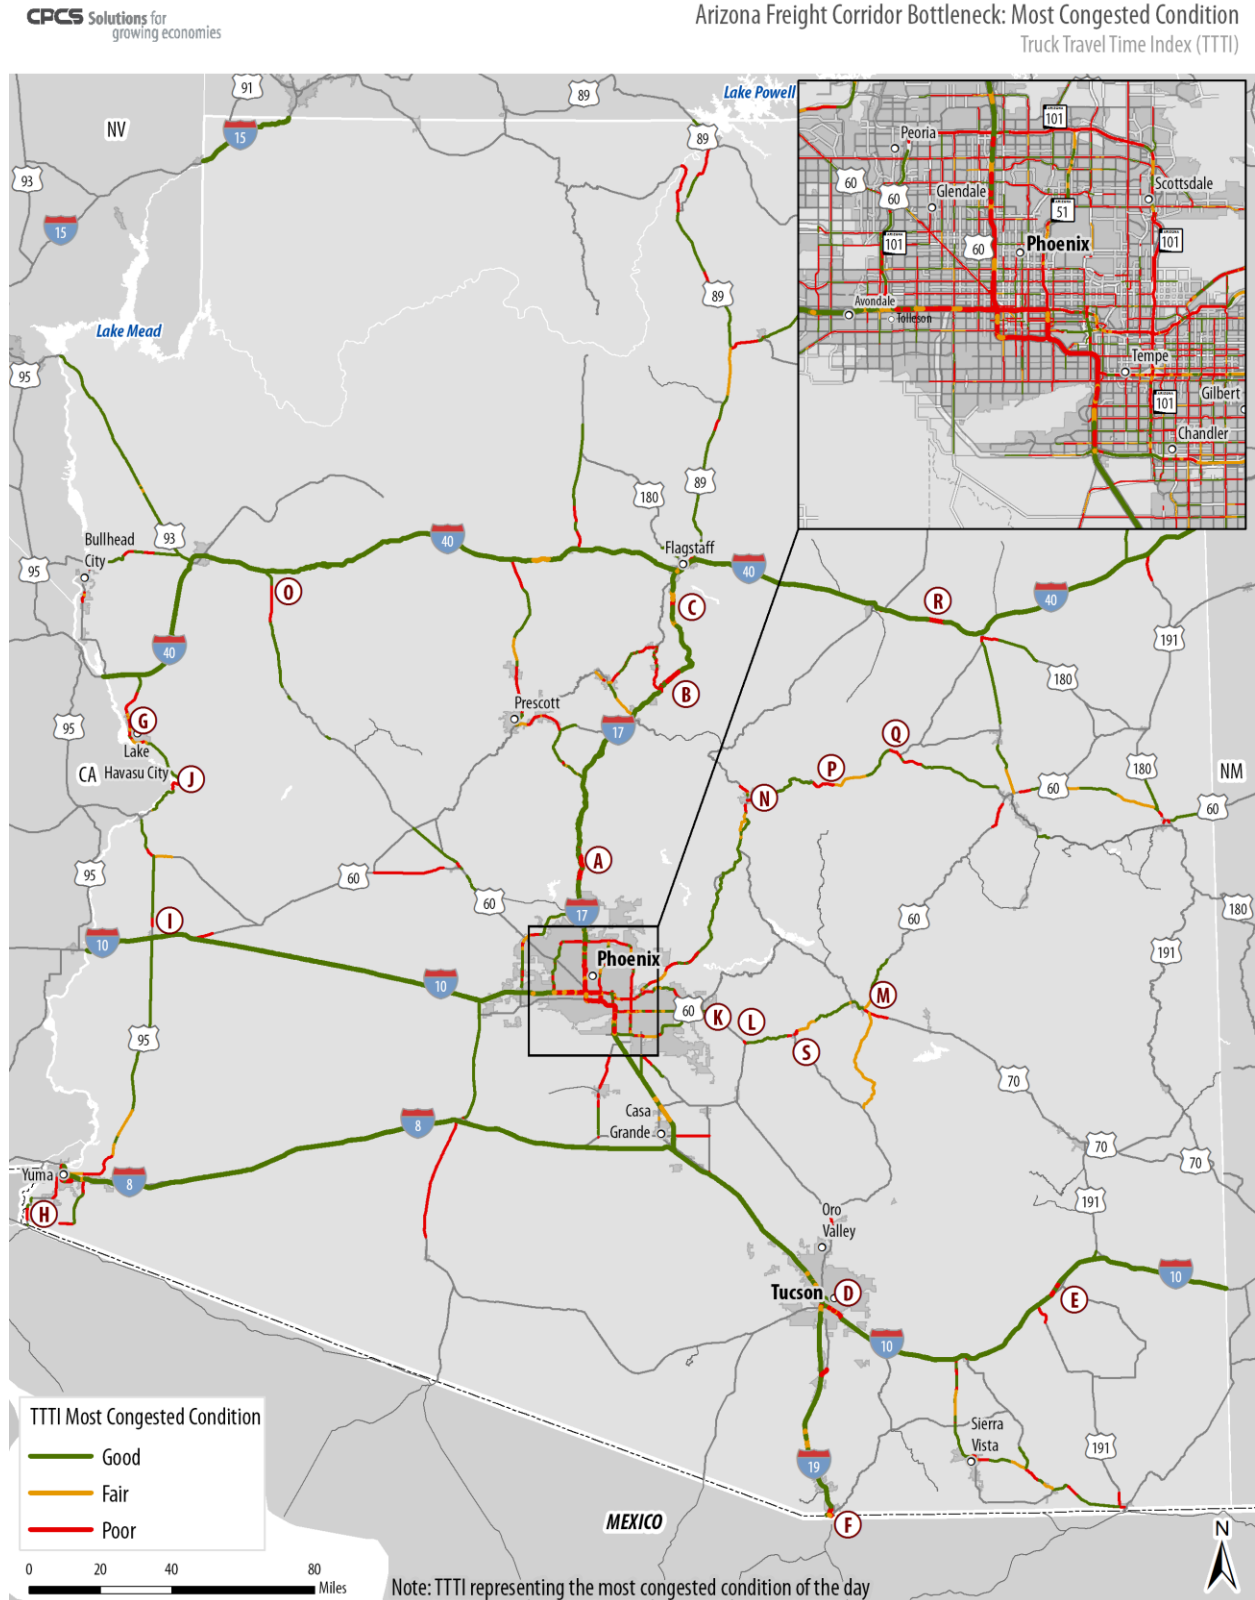 CPCS Solutions for
growing economies
Arizona Freight Corridor Bottleneck: Most Congested Condition
Truck Travel Time Index (TTTI)
91
89
Lake Powell
NV
15
89
93
15
Lake Mead
89
95
101
Peoria
60
60
Glendale
Scottsdale
51
101
60
Phoenix
101
Avondale
Tolleson
Tempe
101
Gilbert
Chandler
180
89
Bullhead
City
93
40
Flagstaff
40
95
O
C
R
40
40
191
180
B
Prescott
G
95
17
Lake
Havasu City
CA
J
Q
P
180
NM
N
60
60
A
95
60
60
17
60
180
I
10
Phoenix
191
10
M
60
K
L
S
95
70
Casa
Grande
8
70
70
Yuma
8
191
H
Oro
Valley
10
Tucson
D
E
10
TTTI Most Congested Condition
Good
Fair
Poor
Sierra
Vista
191
19
MEXICO
F
N
0
20
40
80
Miles
Note: TTTI representing the most congested condition of the day